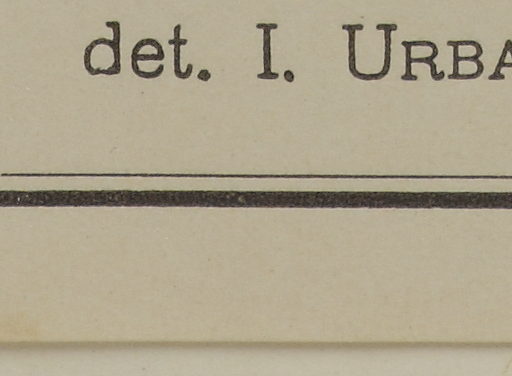 det. I. URBA